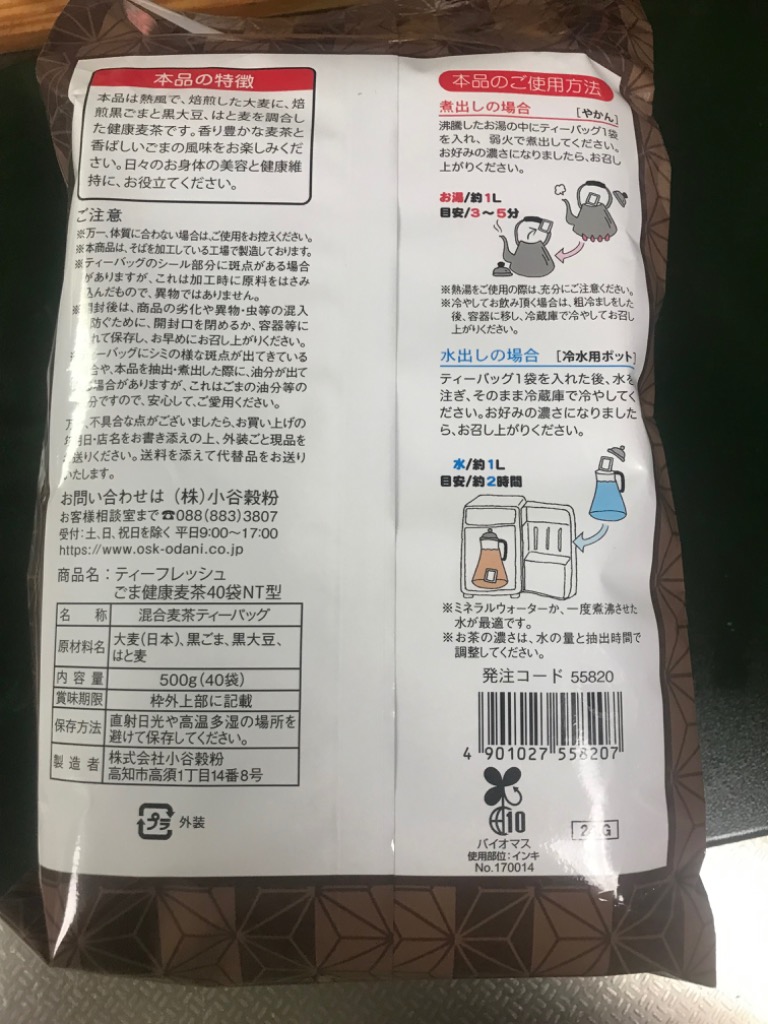 本品の特徴
本品は熱風で、焙煎した大麦に、焙
煎黒ごまと黒大豆、はと麦を調合し
た健康麦茶です。香り豊かな麦茶と
香ばしいごまの風味をお楽しみくだ
さい。日々のお身体の美容と健康維
持に、お役立てください。
ご注意
※万一、体質に合わない場合は、ご使用をお控えください。
※本商品は、そばを加工している工場で製造しております。
※ティーバッグのシール部分に斑点がある場合
がありますが、これは加工時に原料をはさみ
込んだもので、異物ではありません。
※開封後は、商品の劣化や異物・虫等の混入
防ぐために、開封口を閉めるか、容器等に
れて保存し、お早めにお召し上がりください。
ーバッグにシミの様な斑点が出てきている
合や、本品を抽出・煮出した際に、油分が出て
場合がありますが、これはごまの油分等の
分ですので、安心して、ご愛用ください。
万一、不具合な点がございましたら、お買い上げの
月日・店名をお書き添えの上、外装ごと現品を
お送りください。送料を添えて代替品をお送り
いたします。
お問い合わせは（株）小谷穀粉
お客様相談室まで☎088(883)3807
受付：土、日、祝日を除く 平日9:00～17:00
https://www.osk-odani.co.jp
商品名：ティーフレッシュ
ごま健康麦茶40袋NT型
名　称 混合麦茶ティーバッグ
原材料名 大麦(日本)、黒ごま、黒大豆、
はと麦
内容量 500g(40袋)
賞味期限 枠外上部に記載
保存方法 直射日光や高温多湿の場所を
避けて保存してください。
製造者 株式会社小谷穀粉
高知市高須1丁目14番8号
プラ 外装
本品のご使用方法
煮出しの場合 [やかん]
沸騰したお湯の中にティーバッグ1袋
を入れ、弱火で煮出してください。
お好みの濃さになりましたら、お召し
上がりください。
お湯/約1L
目安/3～5分
※熱湯をご使用の際は、充分にご注意ください。
※冷やしてお飲み頂く場合は、粗冷ましをした
後、容器に移し、冷蔵庫で冷やしてお召し
上がりください。
水出しの場合 [冷水用ポット]
ティーバッグ1袋を入れた後、水を
注ぎ、そのまま冷蔵庫で冷やしてく
ださい。お好みの濃さになりました
ら、お召し上がりください。
水/約1L
目安/約2時間
※ミネラルウォーターか、一度煮沸させた
水が最適です。
※お茶の濃さは、水の量と抽出時間で
調整してください。
発注コード 55820
4 901027 558207
10
バイオマス
使用部位：インキ
No.170014